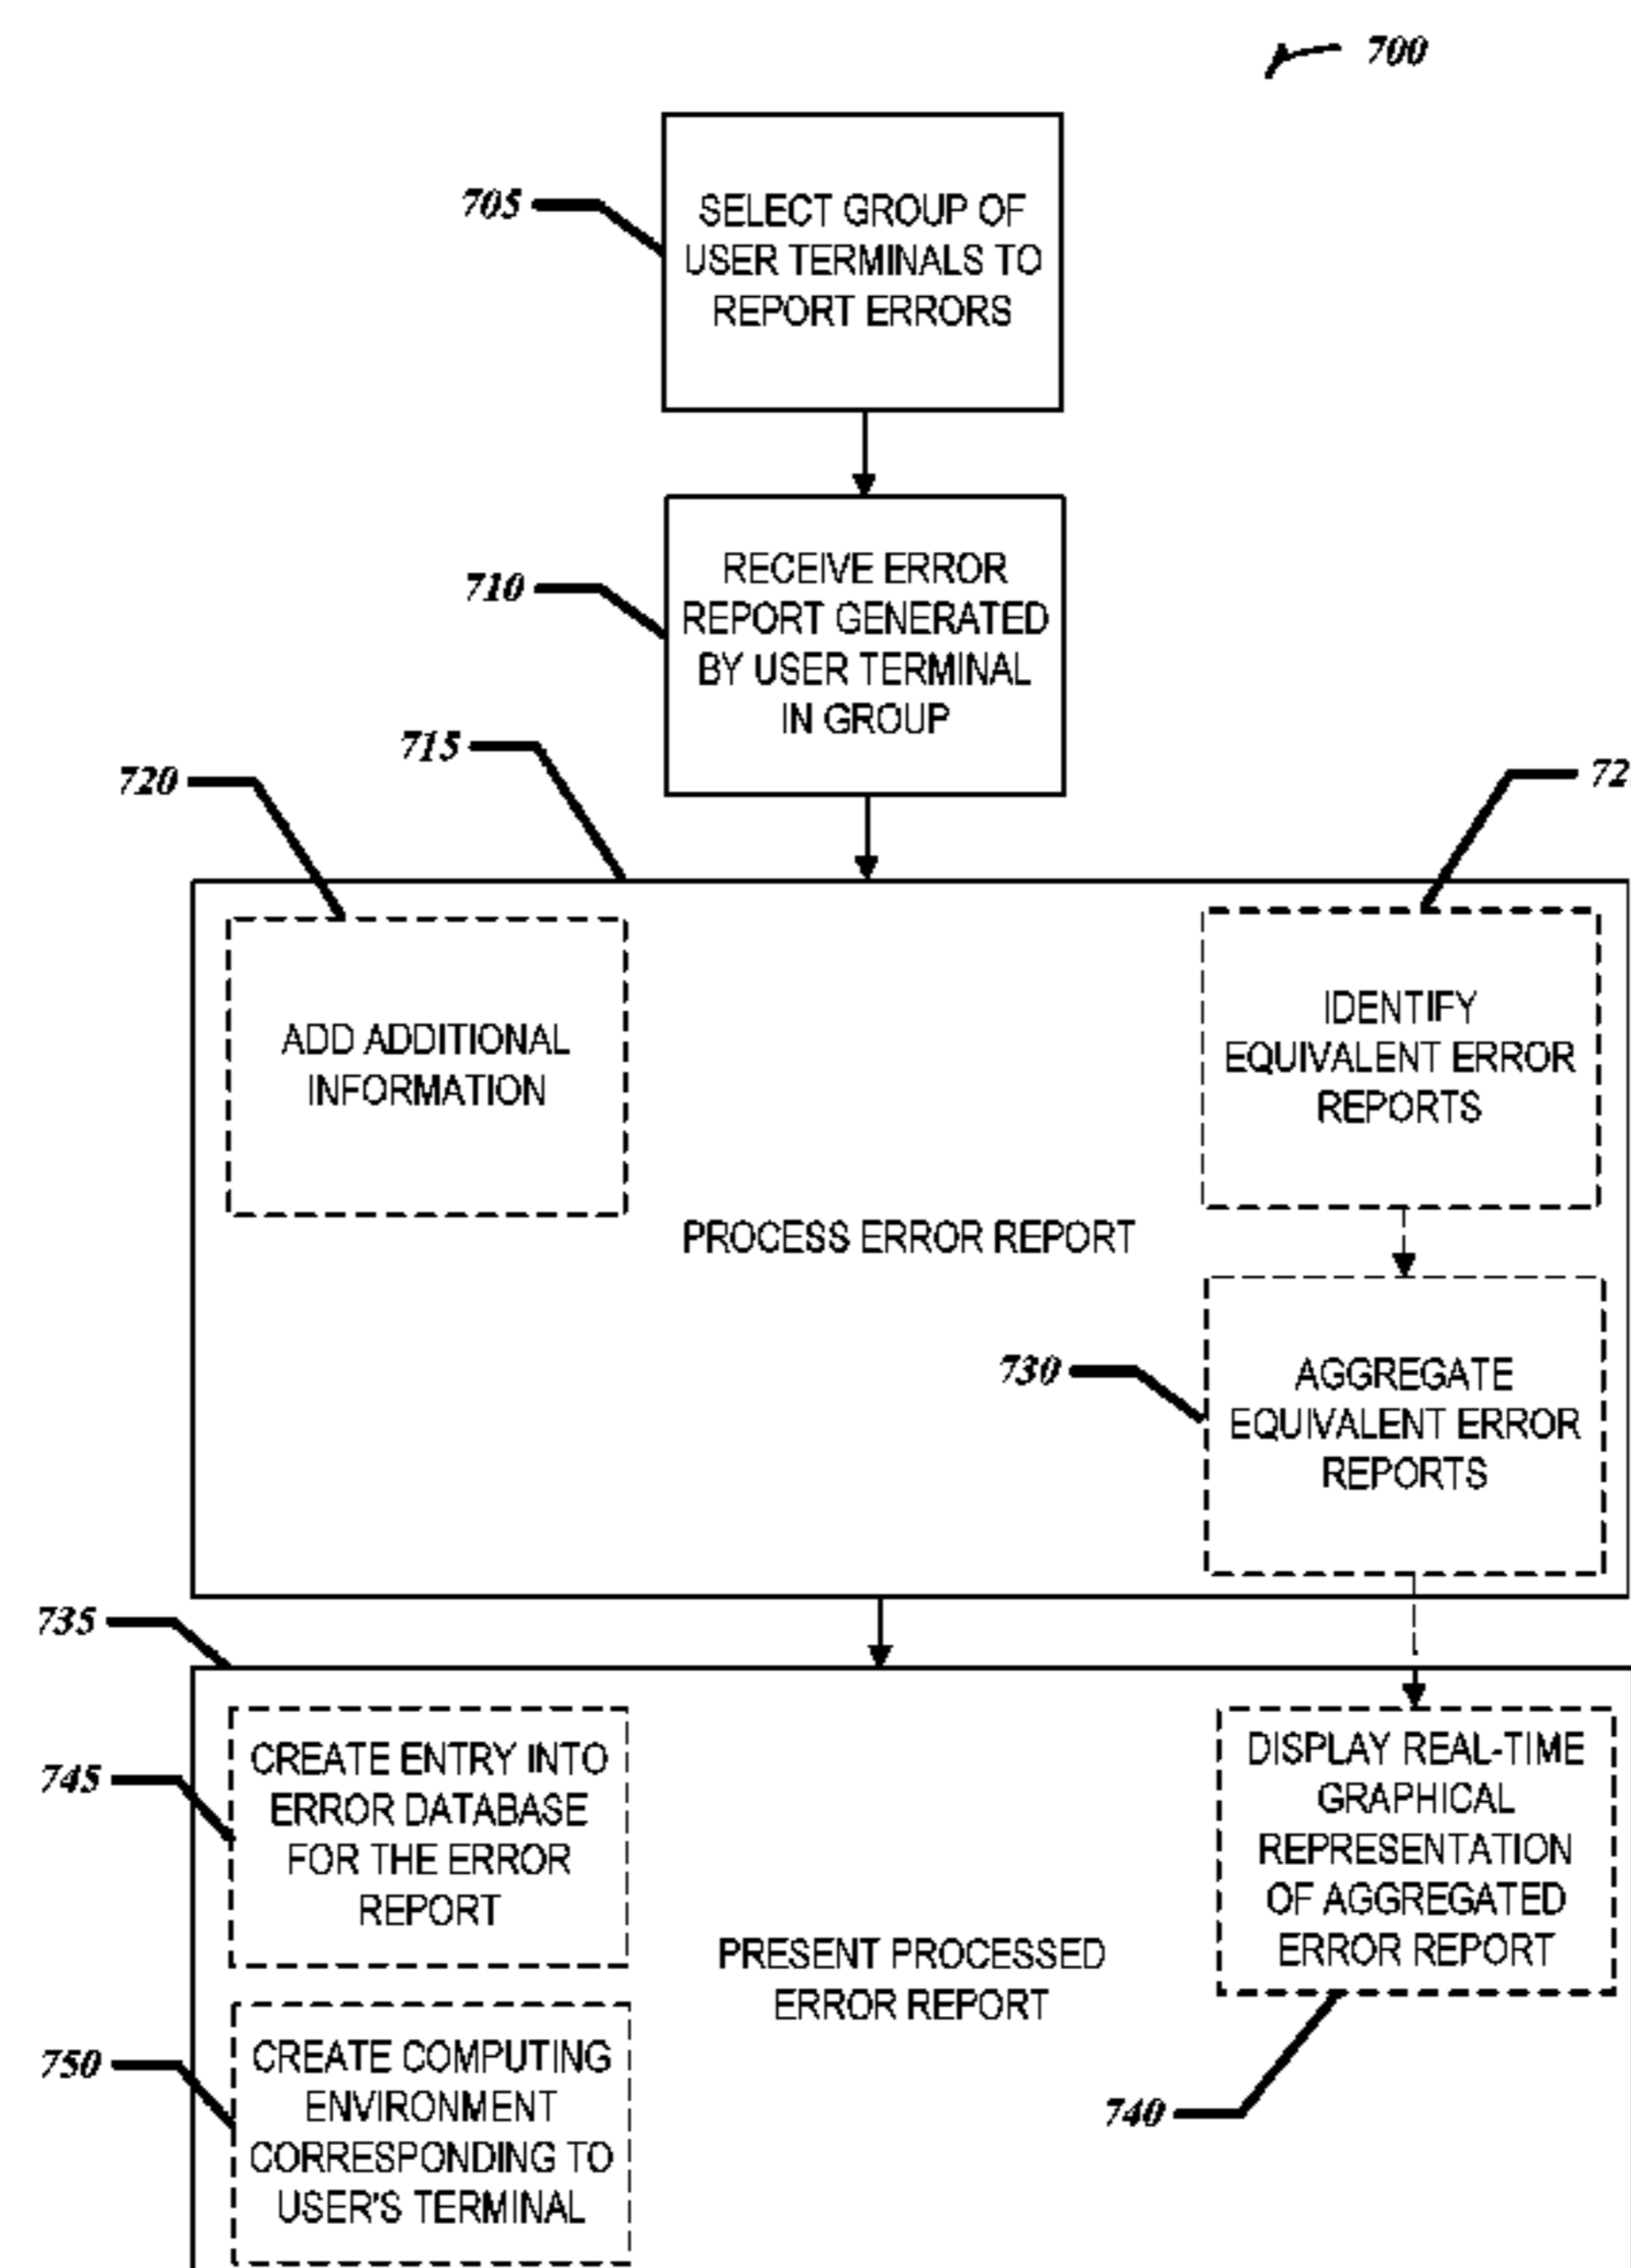 700
705
SELECT GROUP OF
USER TERMINALS TO
REPORT ERRORS
710
RECEIVE ERROR
REPORT GENERATED
BY USER TERMINAL
IN GROUP
715
720
72
ADD ADDITIONAL
INFORMATION
IDENTIFY
EQUIVALENT ERROR
REPORTS
PROCESS ERROR REPORT
730
AGGREGATE
EQUIVALENT ERROR
REPORTS
735
745
CREATE ENTRY INTO
ERROR DATABASE
FOR THE ERROR
REPORT
DISPLAY REAL-TIME
GRAPHICAL
REPRESENTATION
OF AGGREGATED
ERROR REPORT
PRESENT PROCESSED
ERROR REPORT
750
CREATE COMPUTING
ENVIRONMENT
CORRESPONDING TO
USER'S TERMINAL
740